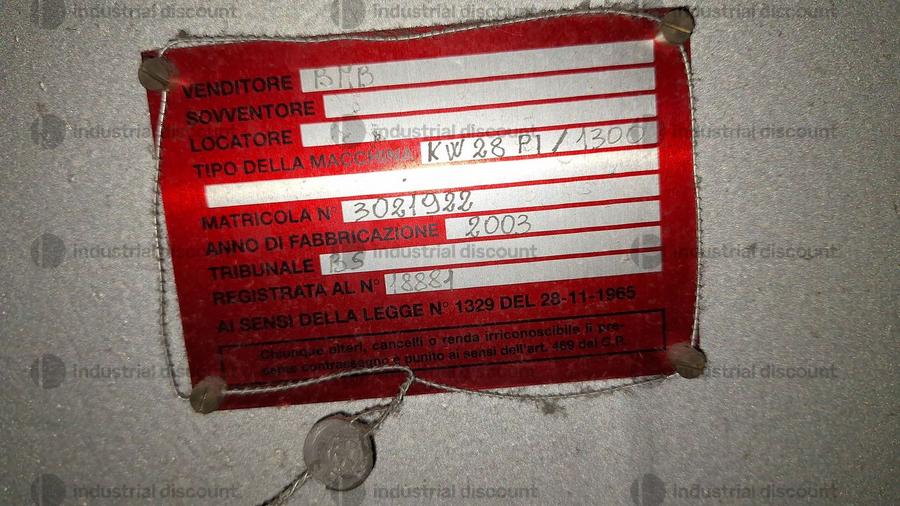 VENDITORE BMB
SOVVENTORE
LOCATORE
TIPO DELLA MACCHINA KW 28 PI / 1300
MATRICOLA N° 3021922
ANNO DI FABBRICAZIONE 2003
TRIBUNALE BS
REGISTRATA AL N° 18881
AI SENSI DELLA LEGGE N° 1329 DEL 28-11-1965
Chiunque alteri, cancelli o renda irriconoscibile il pre-
sente contrassegno è punito ai sensi dell'art. 469 del C.P.
industrial discount